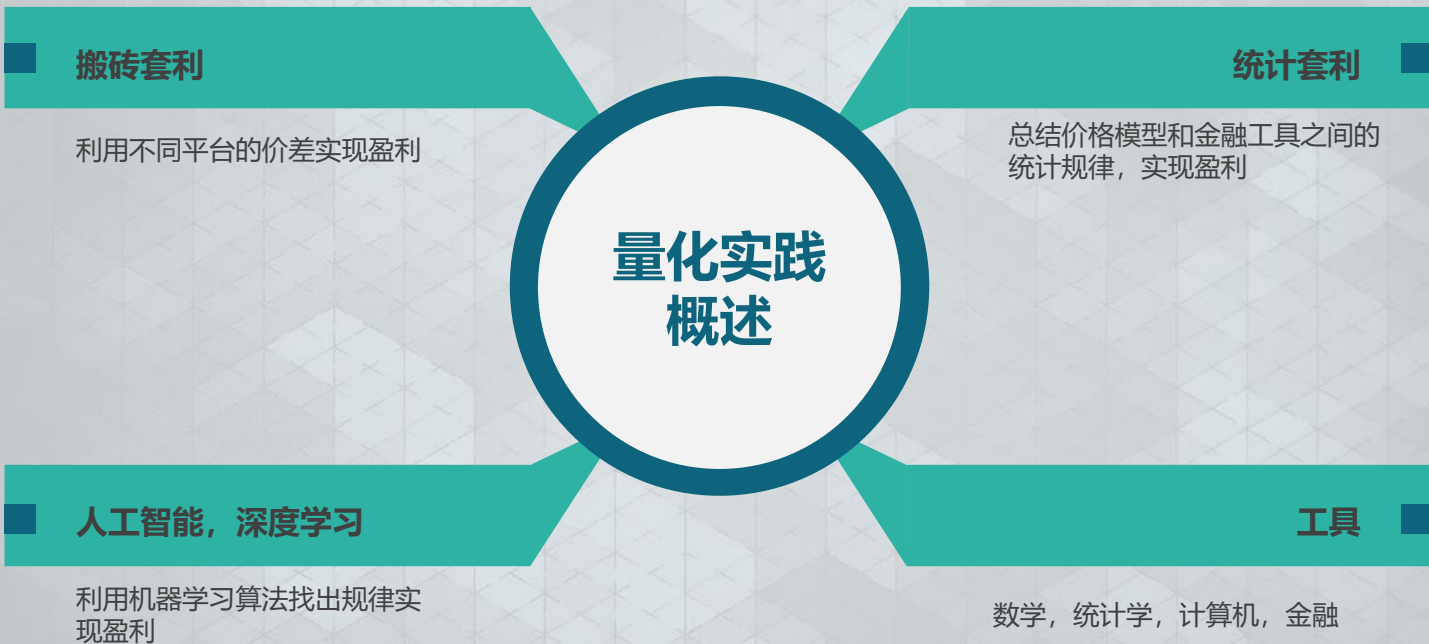 搬砖套利
利用不同平台的价差实现盈利
统计套利
总结价格模型和金融工具之间的
统计规律，实现盈利
量化实践
概述
人工智能，深度学习
利用机器学习算法找出规律实
现盈利
工具
数学，统计学，计算机，金融